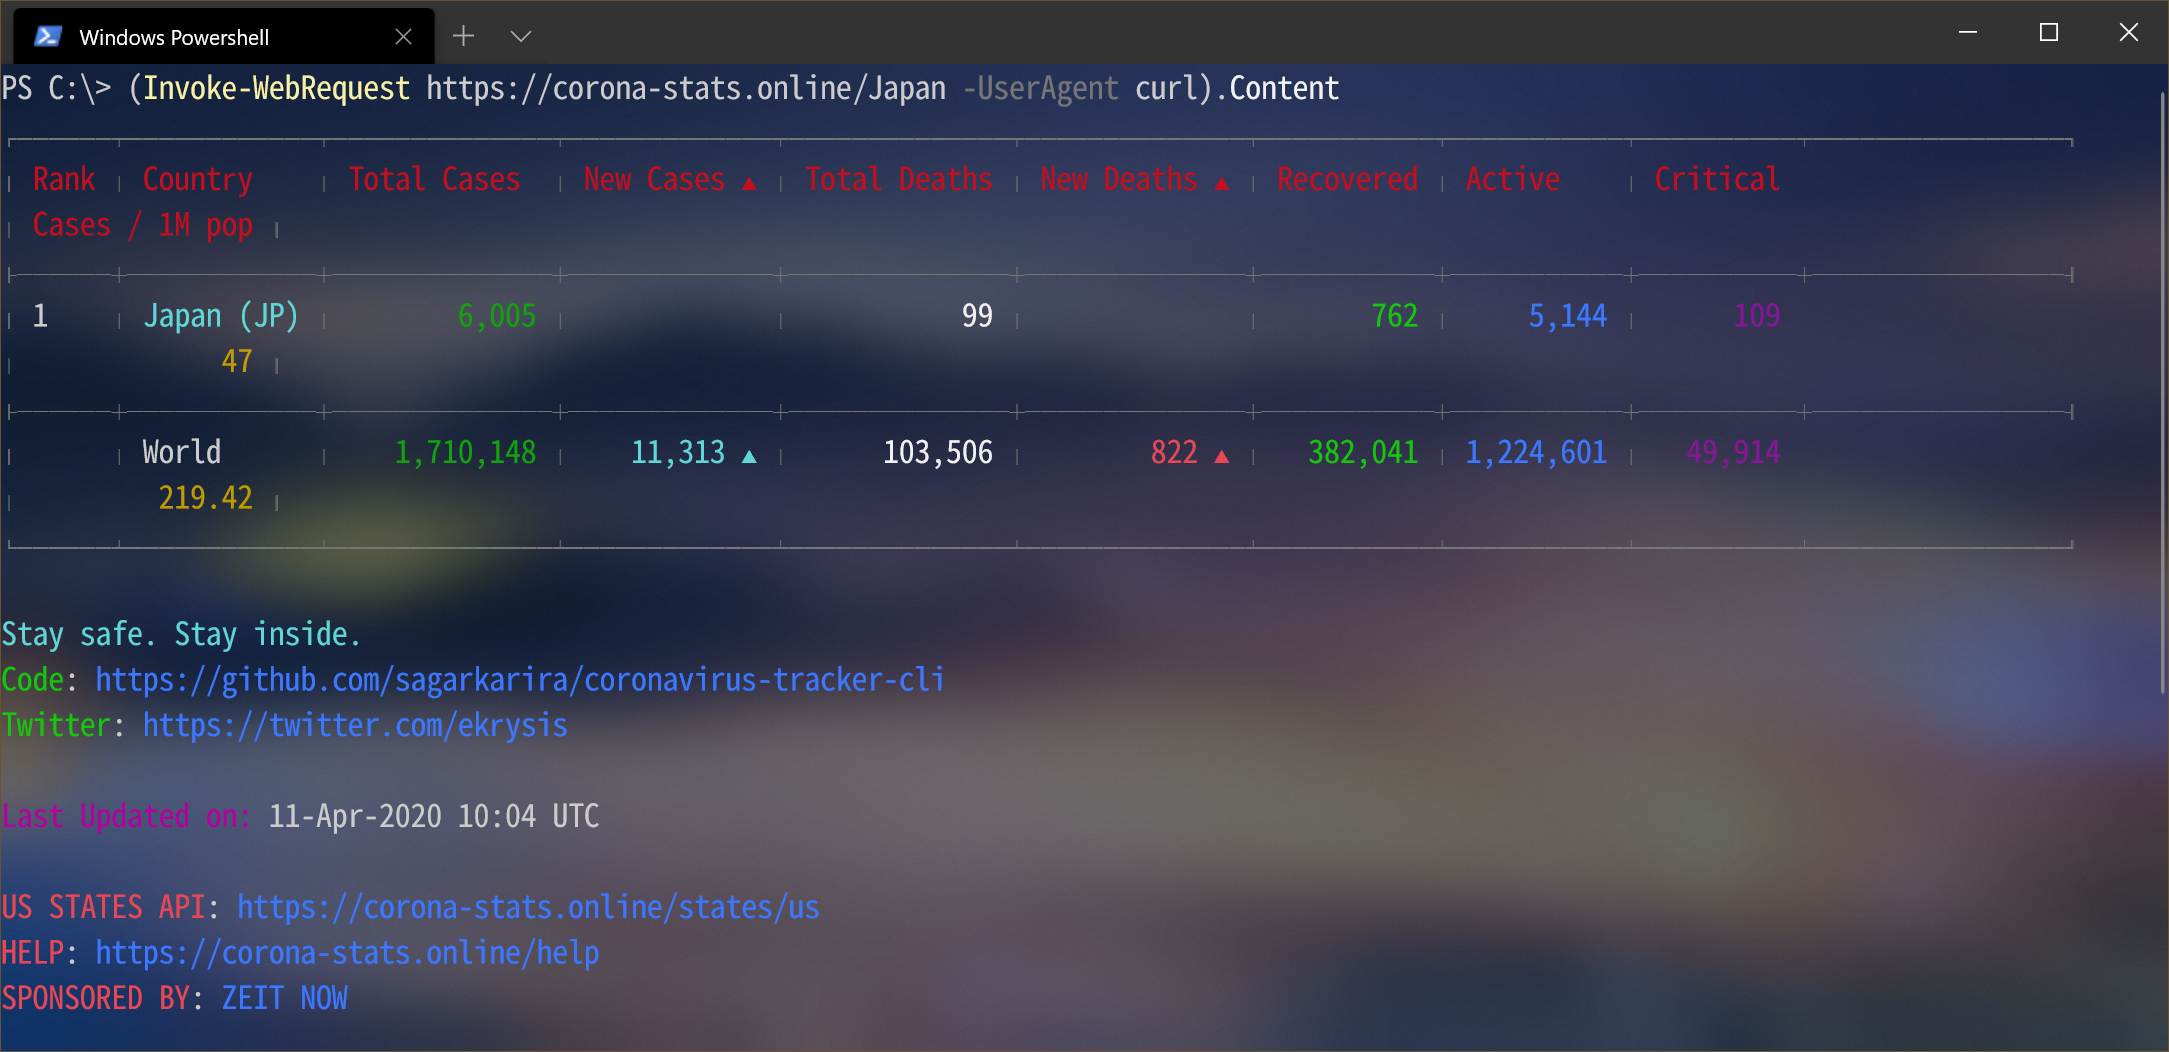 Windows Powershell
PS C:\> (Invoke-WebRequest https://corona-stats.online/Japan -UserAgent curl).Content
Rank Country Total Cases New Cases ▲ Total Deaths New Deaths ▲ Recovered Active Critical
Cases / 1M pop
1 Japan (JP) 6,005 99 762 5,144 109
47
World 1,710,148 11,313 ▲ 103,506 822 ▲ 382,041 1,224,601 49,914
219.42
Stay safe. Stay inside.
Code: https://github.com/sagarkarira/coronavirus-tracker-cli
Twitter: https://twitter.com/ekrysis
Last Updated on: 11-Apr-2020 10:04 UTC
US STATES API: https://corona-stats.online/states/us
HELP: https://corona-stats.online/help
SPONSORED BY: ZEIT NOW